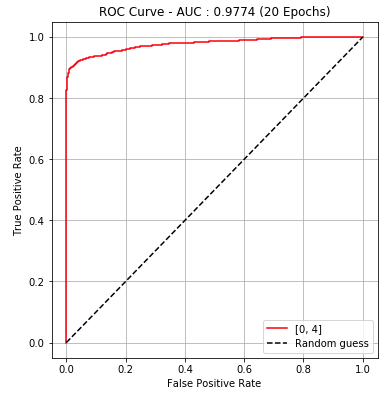 ROC Curve - AUC : 0.9774 (20 Epochs)
1.0
0.8
0.6
0.4
0.2
0.0
True Positive Rate
[0, 4]
Random guess
0.0 0.2 0.4 0.6 0.8 1.0
False Positive Rate